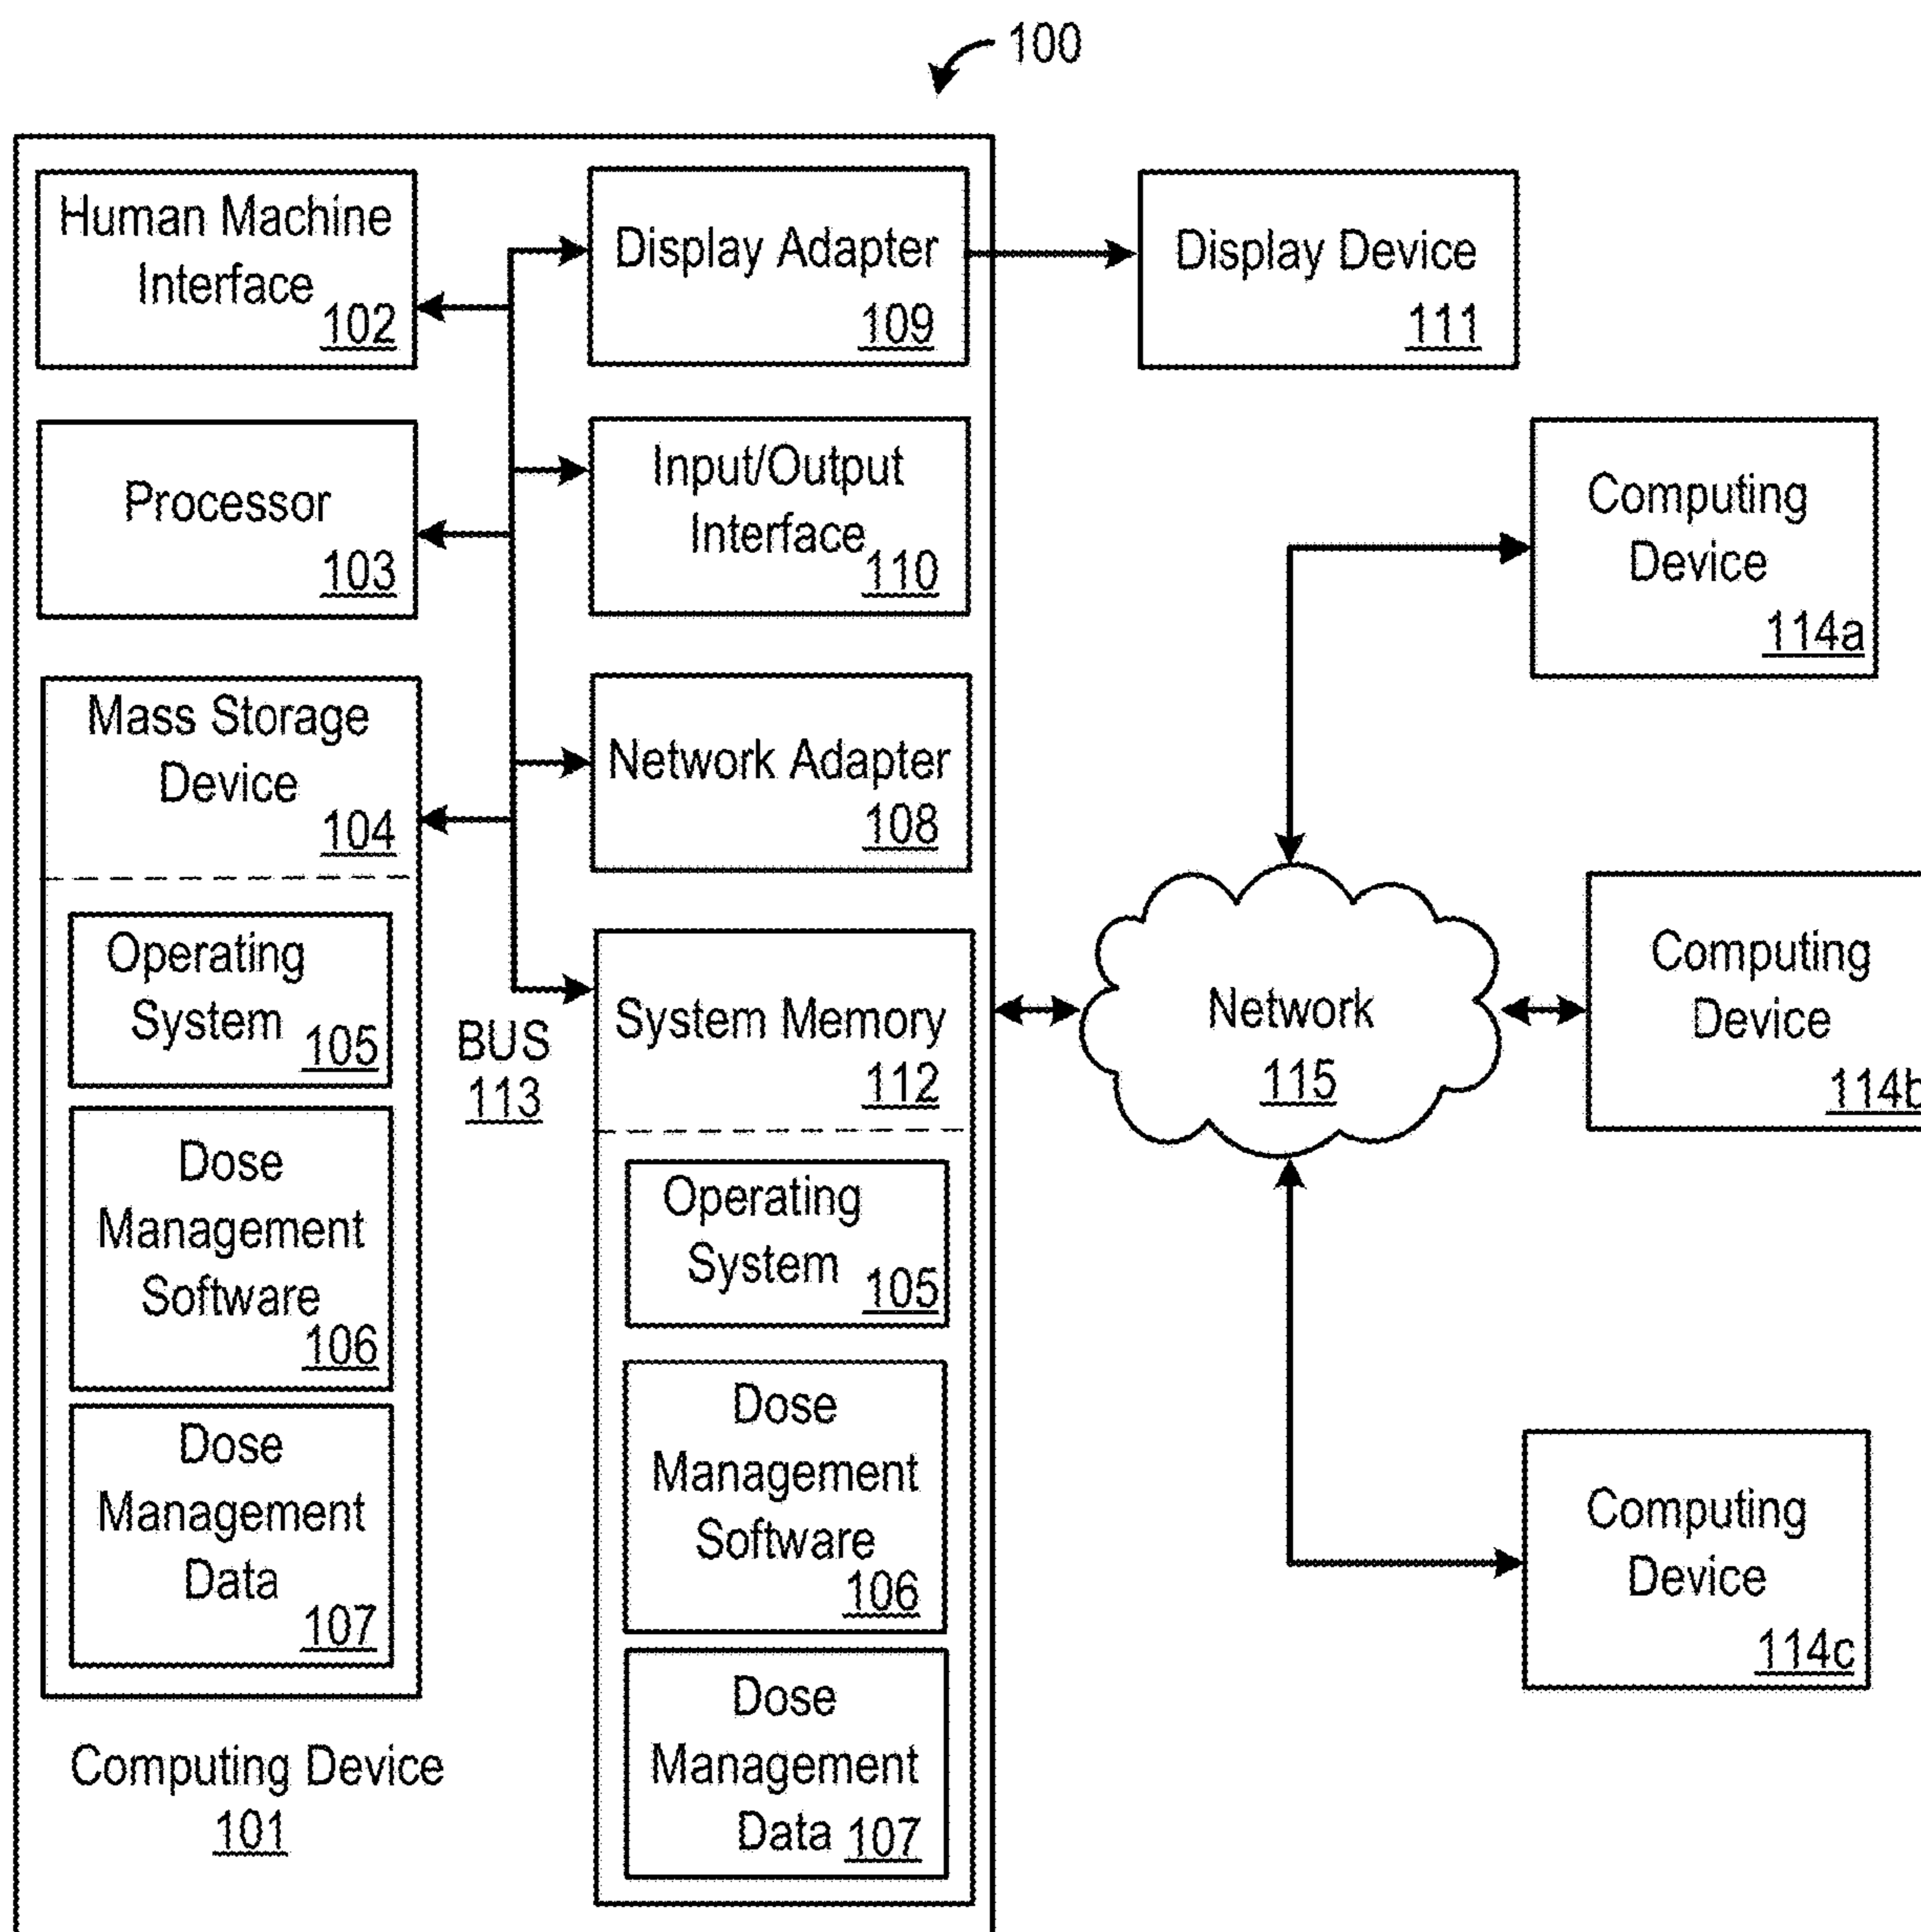 100
Human Machine
Interface
102
Display Adapter
109
Display Device
111
Processor
103
Input/Output
Interface
110
Computing
Device
114a
Mass Storage
Device
104
Network Adapter
108
Operating
System
105
BUS
113
System Memory
112
Network
115
Computing
Device
114b
Dose
Management
Software
106
Operating
System
105
Dose
Management
Data
107
Dose
Management
Software
106
Computing
Device
114c
Computing Device
101
Dose
Management
Data 107